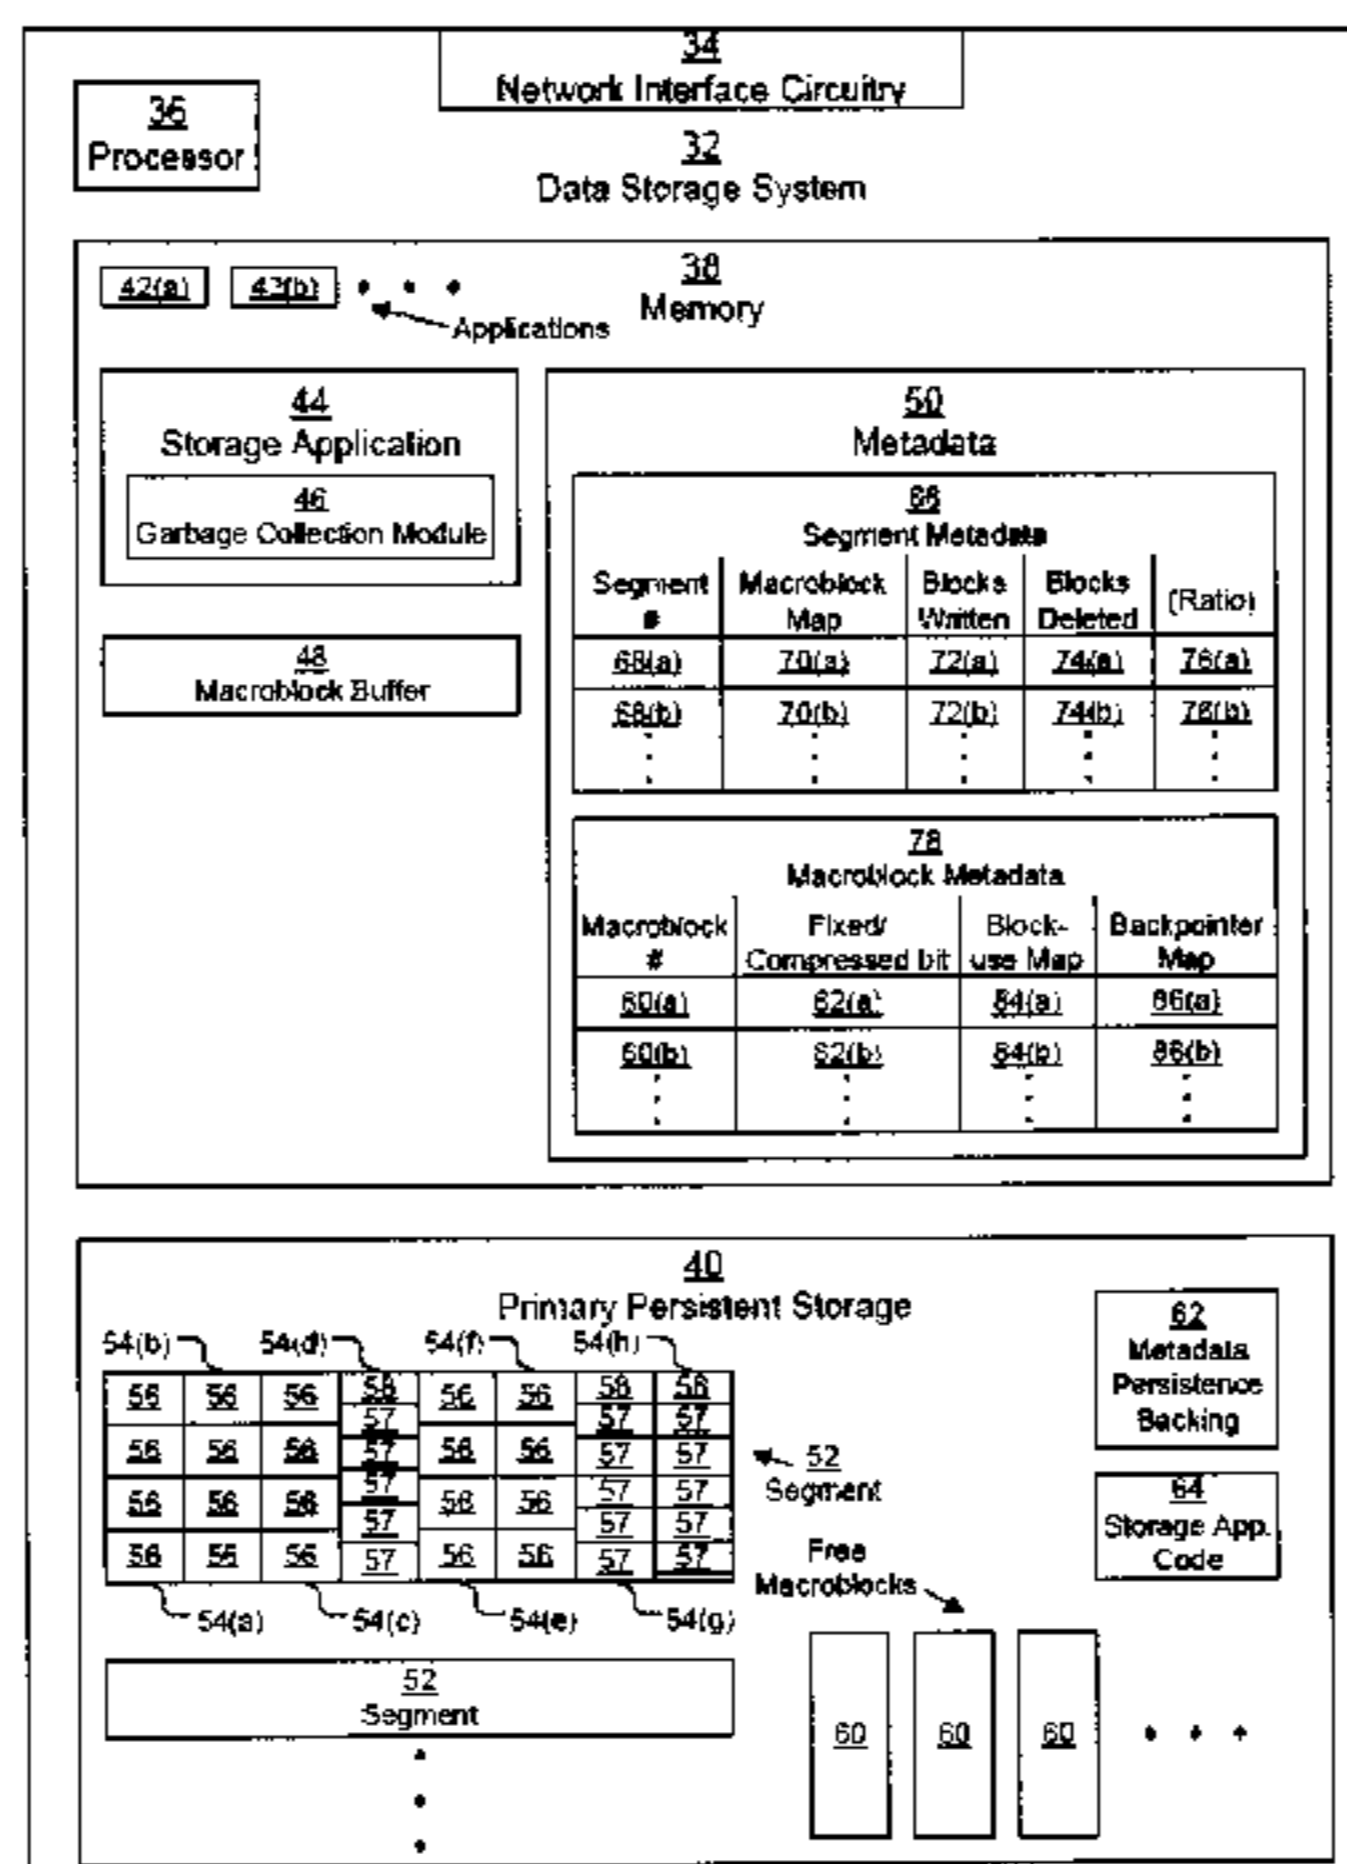 34
Network Interface Circuitry
36
Processor
32
Data Storage System
38
Memory
42(a) 42(b)
Applications
44
Storage Application
46
Garbage Collection Module
48
Macroblock Buffer
50
Metadata
66
Segment Metadata
Segment # Macroblock Map Blocks Written Blocks Deleted (Ratio)
68(a) 70(a) 72(a) 74(a) 76(a)
68(b) 70(b) 72(b) 74(b) 76(b)
78
Macroblock Metadata
Macroblock # Fixed/ Compressed bit Block- use Map Backpointer Map
84(a) 86(a)
84(b) 86(b)
40
Primary Persistent Storage
54(b) 54(d) 54(f) 54(h)
56 56 56 58 56 56 58 58
57 57 57
56 56 56 57 56 56 57 57
57
56 56 56 56 56 57 57
57 57 57
56 56 56 57 56 56 57 57
54(a) 54(c) 54(e) 54(g)
52
Segment
52
Segment
62
Metadata
Persistence
Backing
64
Storage App.
Code
Free
Macroblocks
60 60 60